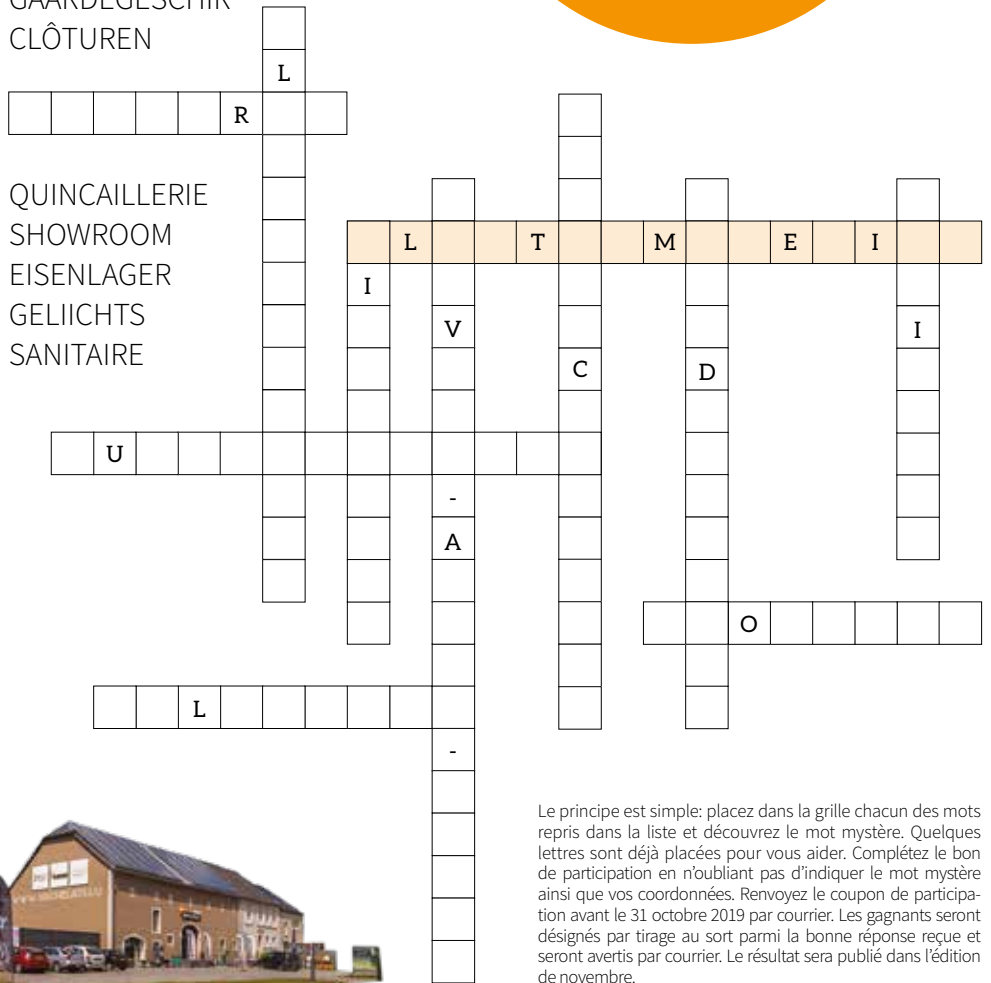 GAARDEGESCHIR
CLÔTUREN
L
R
QUINCAILLERIE
SHOWROOM
EISENLAGER
GELIICHTS
SANITAIRE
L T M E I
I
V I
C D
U
-
A
O
L
-
Le principe est simple: placez dans la grille chacun des mots
repris dans la liste et découvrez le mot mystère. Quelques
lettres sont déjà placées pour vous aider. Complétez le bon
de participation en n'oubliant pas d'indiquer le mot mystère
ainsi que vos coordonnées. Renvoyez le coupon de participa-
tion avant le 31 octobre 2019 par courrier. Les gagnants seront
désignés par tirage au sort parmi la bonne réponse reçue et
seront avertis par courrier. Le résultat sera publié dans l'édition
de novembre.